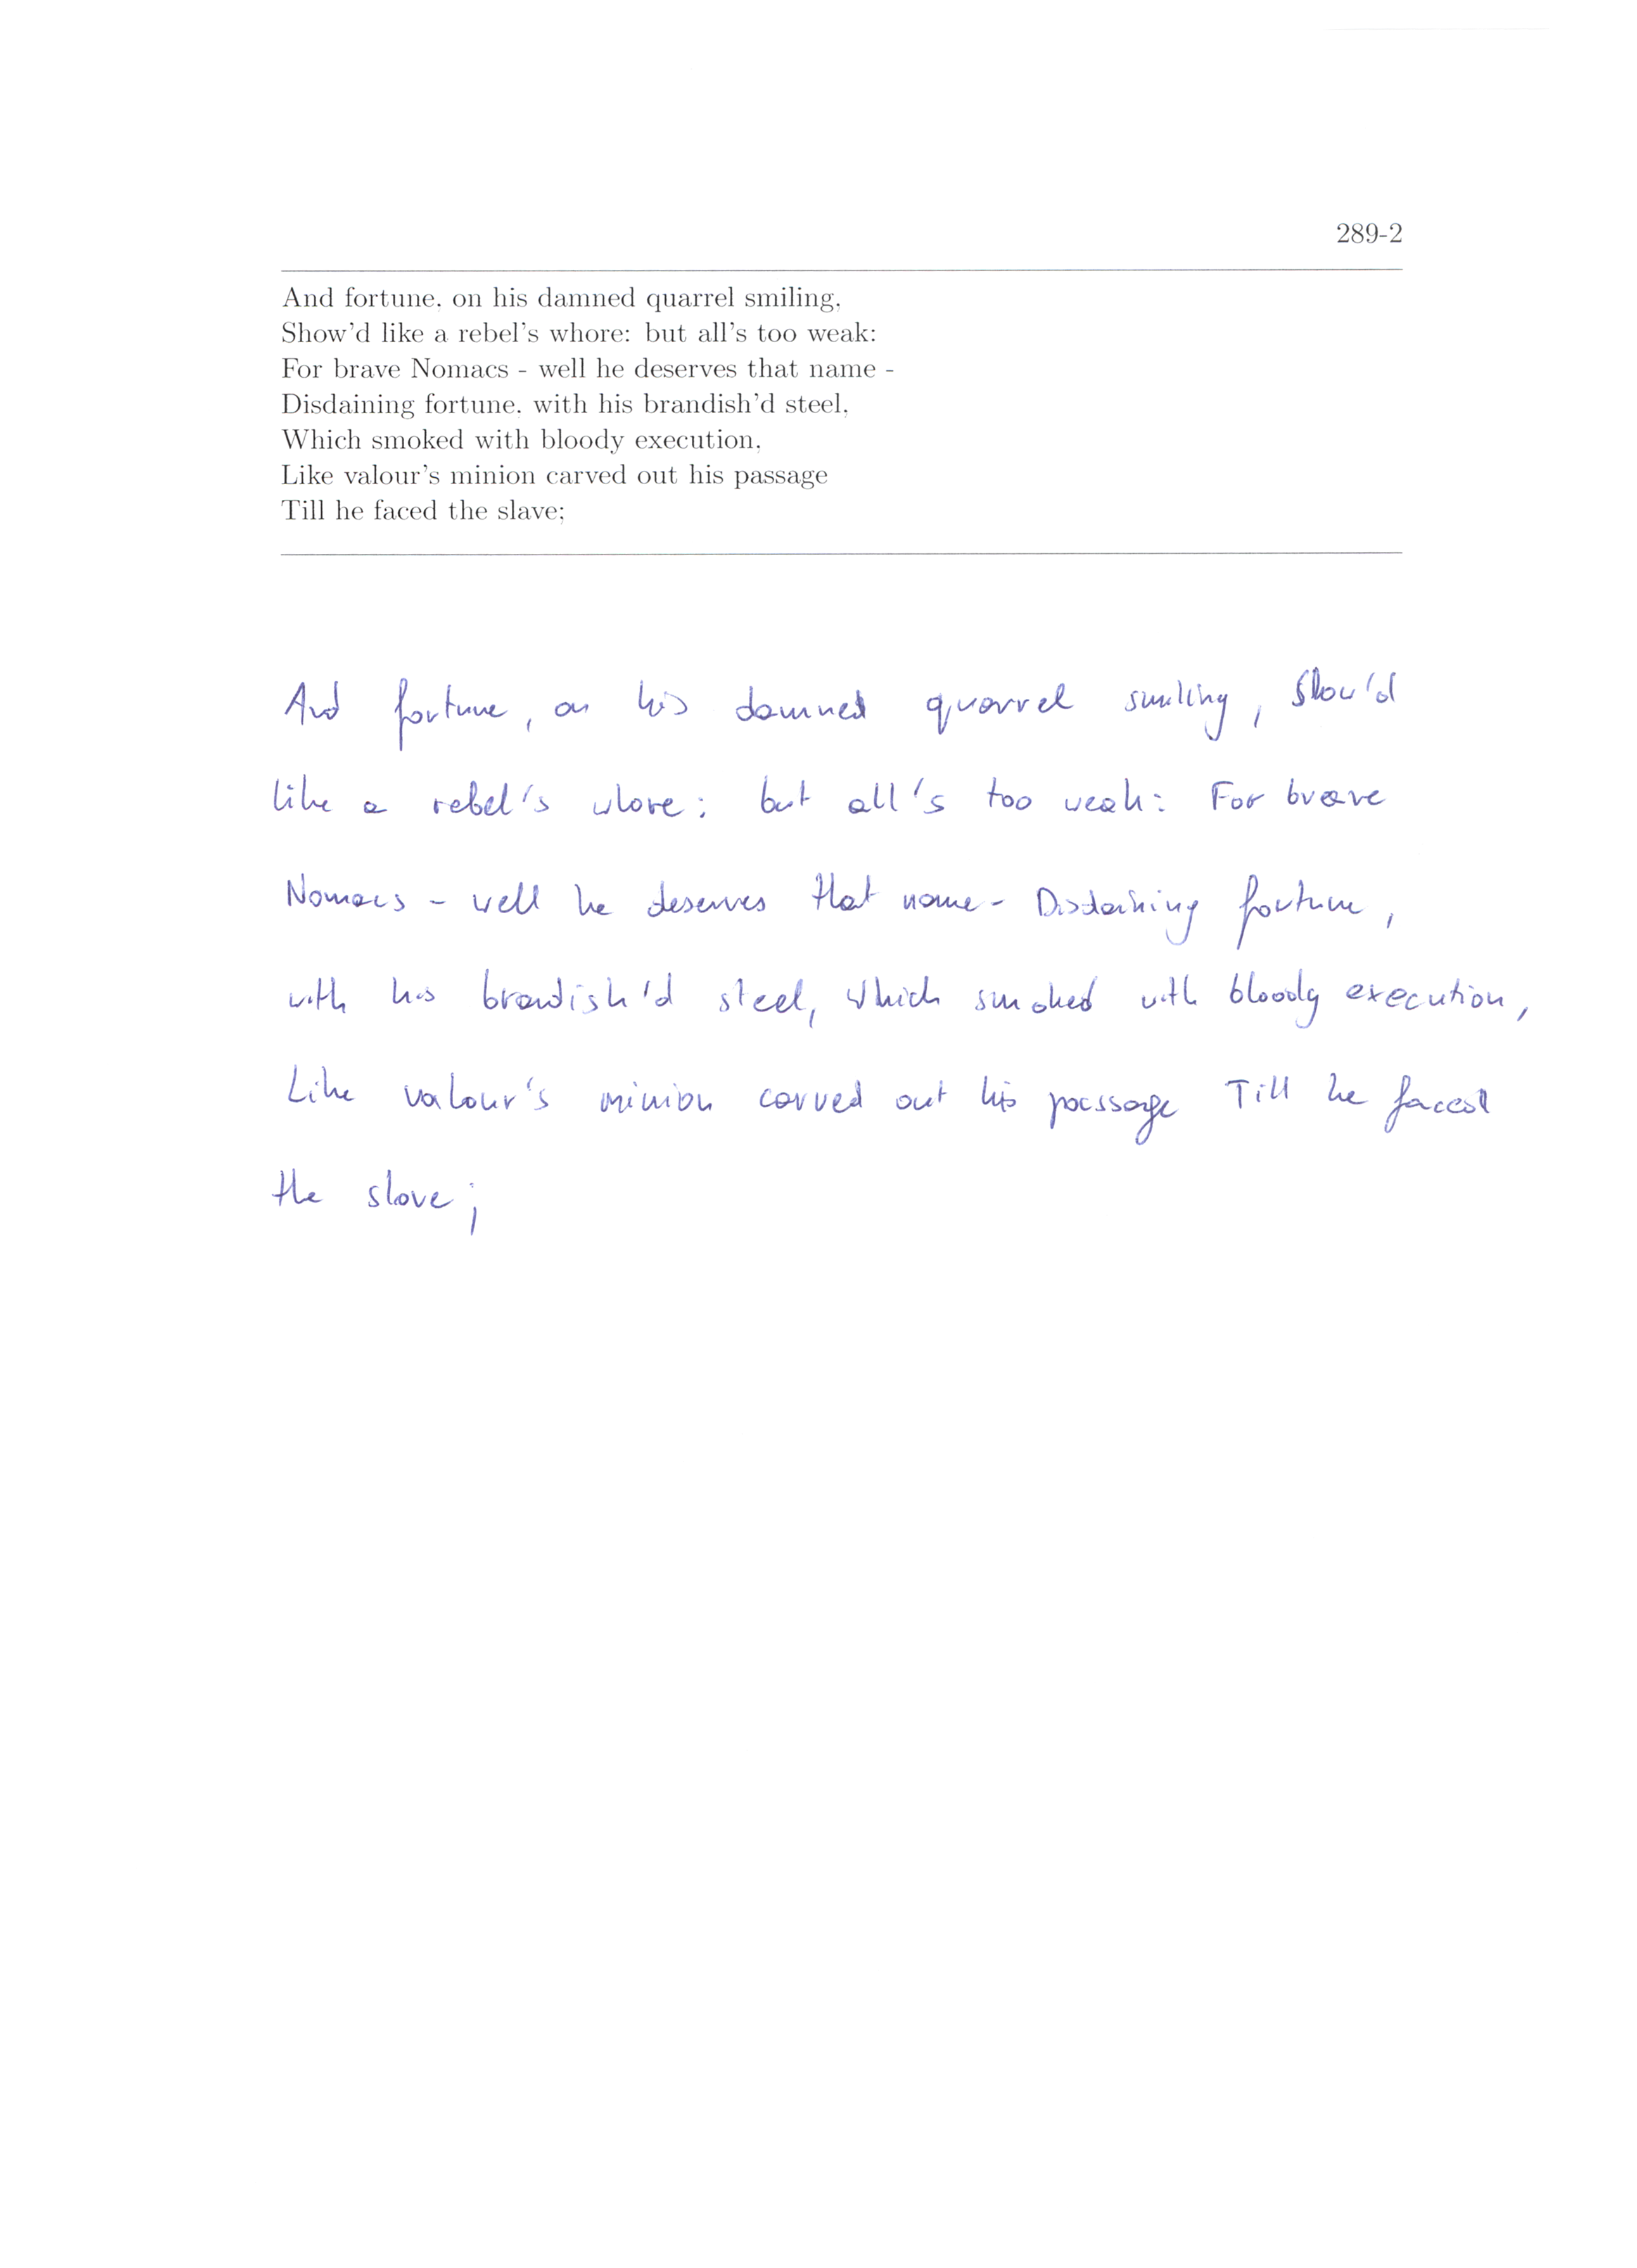 289-2
And fortune, on his damned quarrel smiling,
Show'd like a rebel's whore: but all's too weak:
For brave Nomacs - well he deserves that name -
Disdaining fortune, with his brandish'd steel,
Which smoked with bloody execution,
Like valour's minion carved out his passage
Till he faced the slave;
And fortune, on his damned quarrel smiling, Show'd
like a rebel's whore: but all's too weak: For brave
Nomacs - well he deserves that name - Disdaining fortune,
with his brandish'd steel, Which smoked with bloody execution,
Like valour's minion carved out his passage Till he faced
the slave;